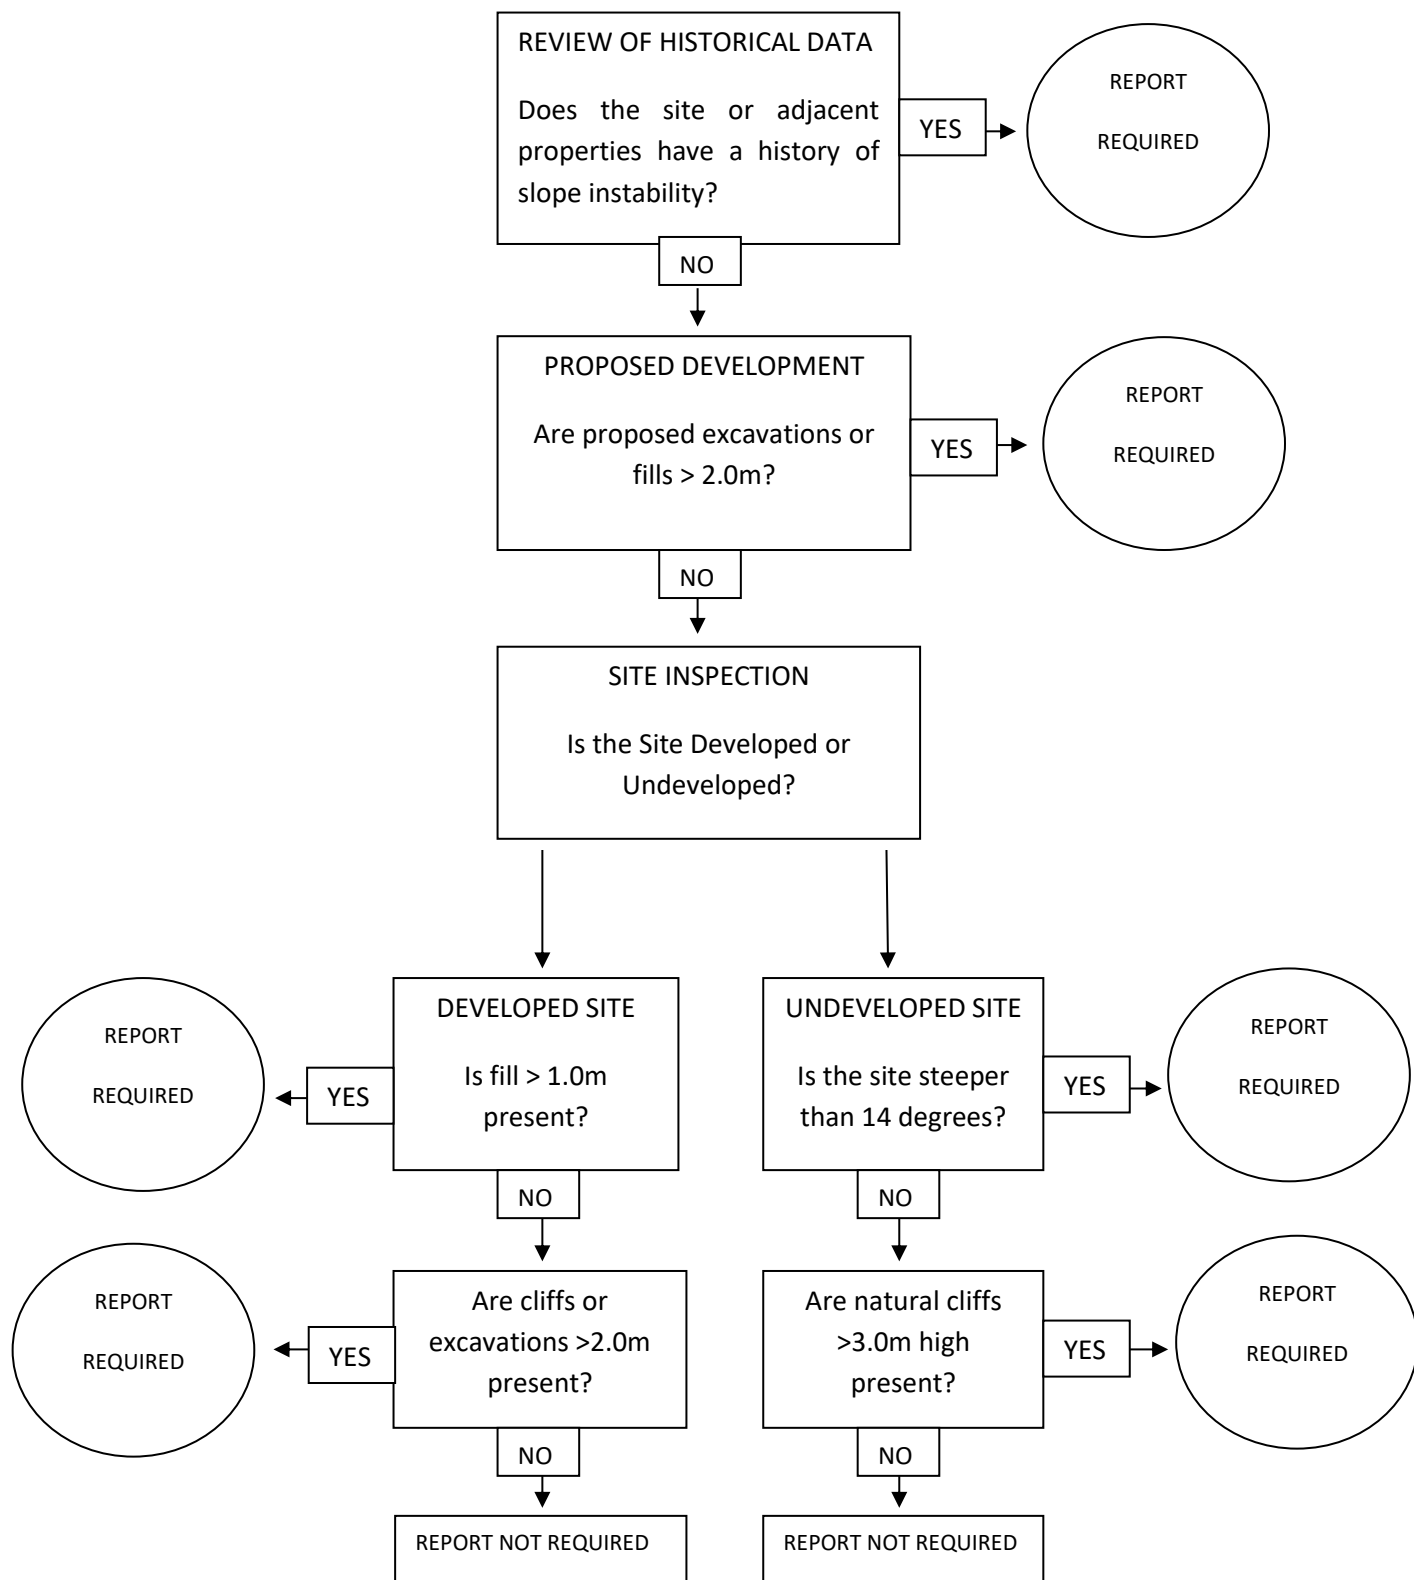 REVIEW OF HISTORICAL DATA
Does the site or adjacent
properties have a history of
slope instability?
YES
REPORT
REQUIRED
NO
PROPOSED DEVELOPMENT
Are proposed excavations or
fills > 2.0m?
YES
REPORT
REQUIRED
NO
SITE INSPECTION
Is the Site Developed or
Undeveloped?
DEVELOPED SITE
Is fill > 1.0m
present?
YES
REPORT
REQUIRED
NO
Are cliffs or
excavations >2.0m
present?
YES
REPORT
REQUIRED
NO
REPORT NOT REQUIRED
UNDEVELOPED SITE
Is the site steeper
than 14 degrees?
YES
REPORT
REQUIRED
NO
Are natural cliffs
>3.0m high
present?
YES
REPORT
REQUIRED
NO
REPORT NOT REQUIRED